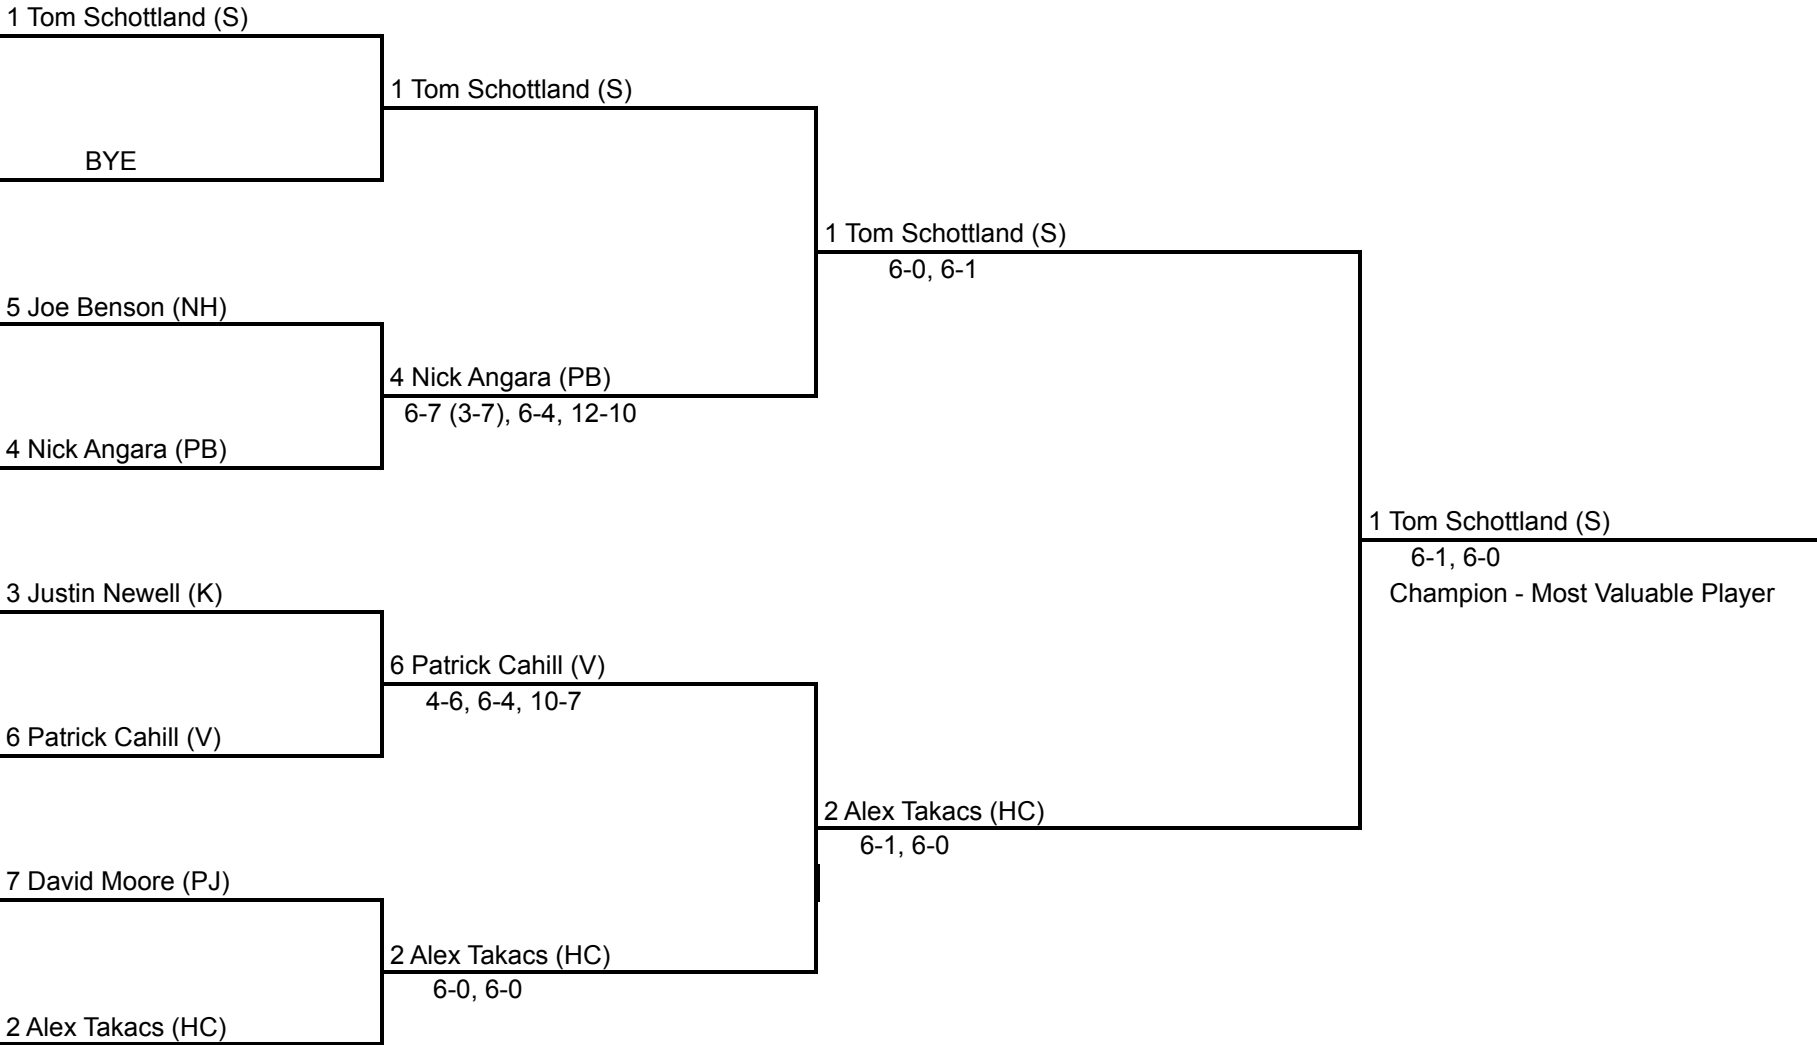 1 Tom Schottland (S)
BYE
5 Joe Benson (NH)
4 Nick Angara (PB)
3 Justin Newell (K)
6 Patrick Cahill (V)
7 David Moore (PJ)
2 Alex Takacs (HC)
1 Tom Schottland (S)
4 Nick Angara (PB)
6-7 (3-7), 6-4, 12-10
6 Patrick Cahill (V)
4-6, 6-4, 10-7
2 Alex Takacs (HC)
6-0, 6-0
1 Tom Schottland (S)
6-0, 6-1
2 Alex Takacs (HC)
6-1, 6-0
1 Tom Schottland (S)
6-1, 6-0
Champion - Most Valuable Player